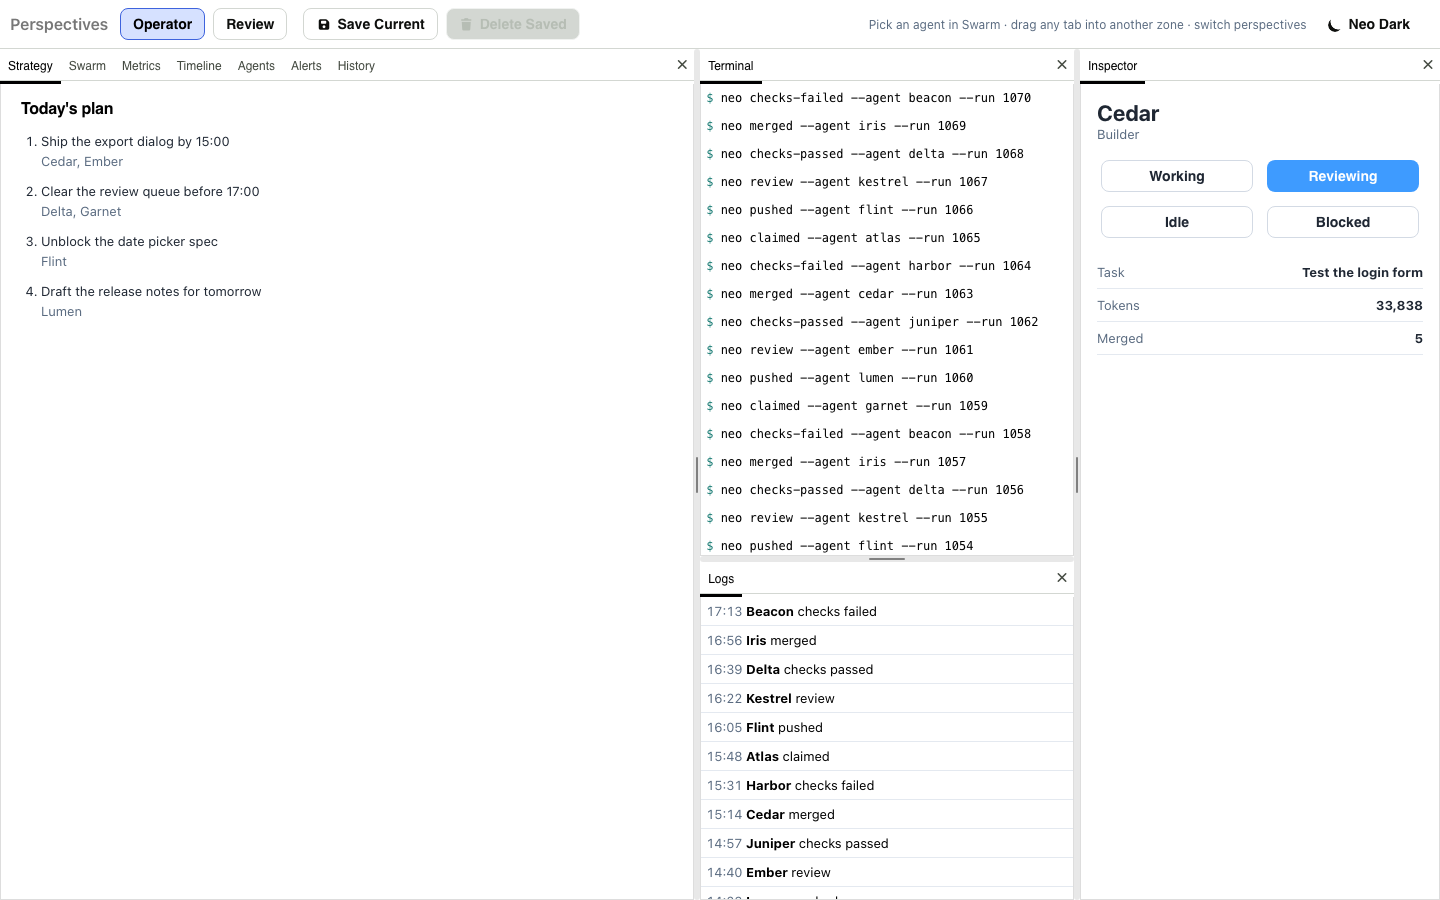 Perspectives Operator Review Save Current Delete Saved Pick an agent in Swarm · drag any tab into another zone · switch perspectives Neo Dark
Strategy Swarm Metrics Timeline Agents Alerts History
Today's plan
1. Ship the export dialog by 15:00
Cedar, Ember
2. Clear the review queue before 17:00
Delta, Garnet
3. Unblock the date picker spec
Flint
4. Draft the release notes for tomorrow
Lumen
Terminal
$ neo checks-failed --agent beacon --run 1070
$ neo merged --agent iris --run 1069
$ neo checks-passed --agent delta --run 1068
$ neo review --agent kestrel --run 1067
$ neo pushed --agent flint --run 1066
$ neo claimed --agent atlas --run 1065
$ neo checks-failed --agent harbor --run 1064
$ neo merged --agent cedar --run 1063
$ neo checks-passed --agent juniper --run 1062
$ neo review --agent ember --run 1061
$ neo pushed --agent lumen --run 1060
$ neo claimed --agent garnet --run 1059
$ neo checks-failed --agent beacon --run 1058
$ neo merged --agent iris --run 1057
$ neo checks-passed --agent delta --run 1056
$ neo review --agent kestrel --run 1055
$ neo pushed --agent flint --run 1054
Logs
17:13 Beacon checks failed
16:56 Iris merged
16:39 Delta checks passed
16:22 Kestrel review
16:05 Flint pushed
15:48 Atlas claimed
15:31 Harbor checks failed
15:14 Cedar merged
14:57 Juniper checks passed
14:40 Ember review
Inspector
Cedar
Builder
Working Reviewing
Idle Blocked
Task Test the login form
Tokens 33,838
Merged 5